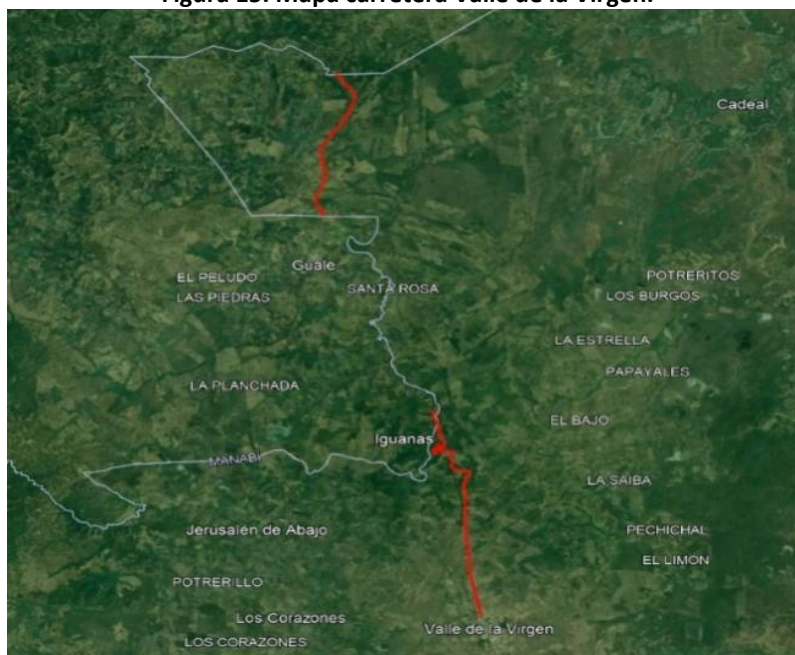 Figura 25. Mapa carretera Valle de la Virgen.
Cadeal
Guale
EL PELUDO
LAS PIEDRAS
SANTA ROSA
POTRERITOS
LOS BURGOS
LA ESTRELLA
PAPAYALES
LA PLANCHADA
EL BAJO
Iguanas
MANABI
LA SAIBA
Jerusalén de Abajo
PECHICHAL
EL LIMON
POTRERILLO
Los Corazones
Valle de la Virgen
LOS CORAZONES